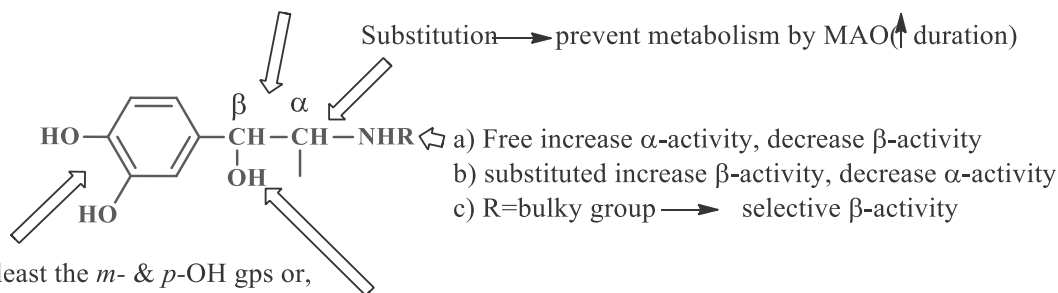 Substitution → prevent metabolism by MAO(↑ duration)
β α
HO CH CH NHR a) Free increase α-activity, decrease β-activity
OH b) substituted increase β-activity, decrease α-activity
HO c) R=bulky group → selective β-activity
least the m- & p-OH gps or,